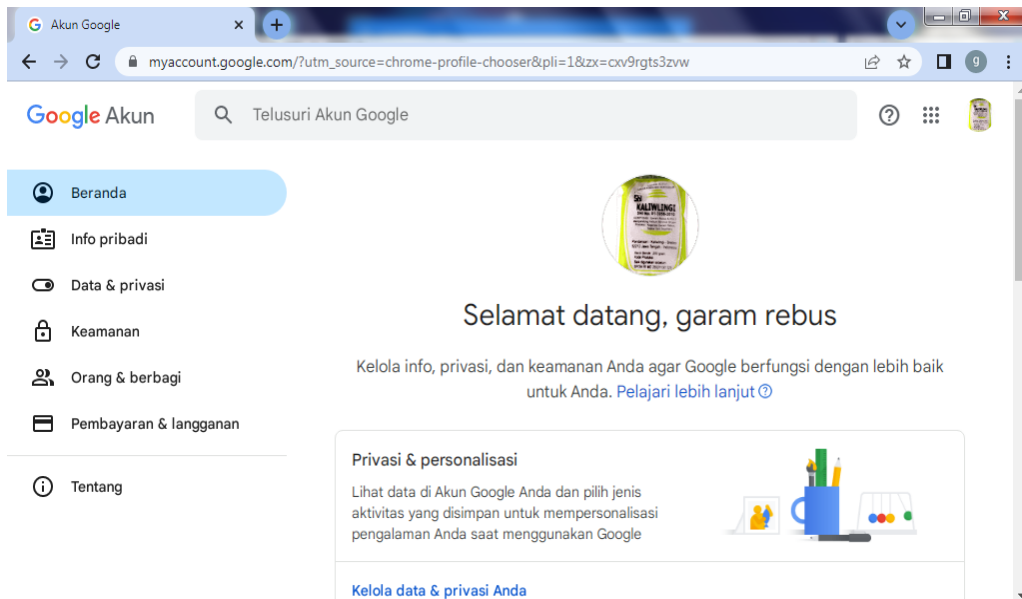 Akun Google
myaccount.google.com/?utm_source=chrome-profile-chooser&pli=1&zx=cxv9rgts3zvw
g
Google Akun
Telusuri Akun Google
Beranda
Info pribadi
Data & privasi
Keamanan
Orang & berbagi
Pembayaran & langganan
Tentang
KALIWLINGI
Selamat datang, garam rebus
Kelola info, privasi, dan keamanan Anda agar Google berfungsi dengan lebih baik
untuk Anda. Pelajari lebih lanjut
Privasi & personalisasi
Lihat data di Akun Google Anda dan pilih jenis
aktivitas yang disimpan untuk mempersonalisasi
pengalaman Anda saat menggunakan Google
Kelola data & privasi Anda